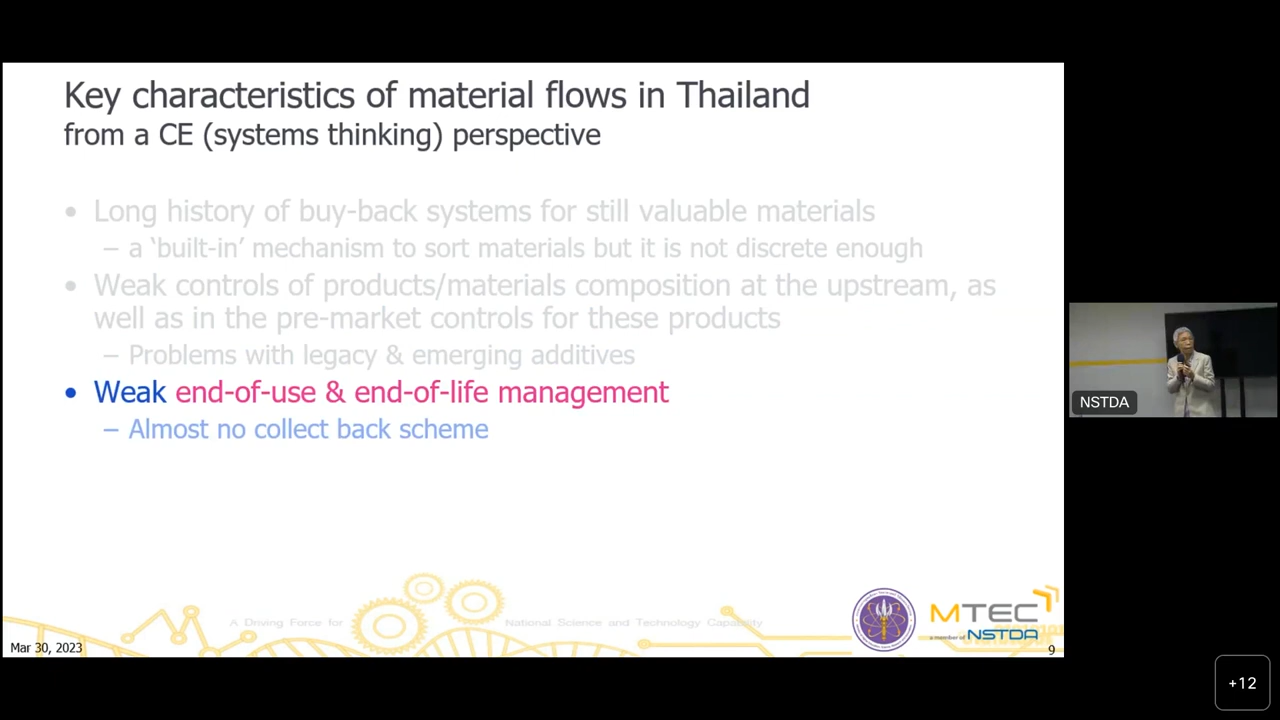 Key characteristics of material flows in Thailand
from a CE (systems thinking) perspective
• Long history of buy-back systems for still valuable materials
– a ‘built-in’ mechanism to sort materials but it is not discrete enough
• Weak controls of products/materials composition at the upstream, as
well as in the pre-market controls for these products
– Problems with legacy & emerging additives
• Weak end-of-use & end-of-life management
– Almost no collect back scheme
A Driving Force for National Science and Technology Capability
MTEC
a member of NSTDA
Mar 30, 2023
9
NSTDA
+12